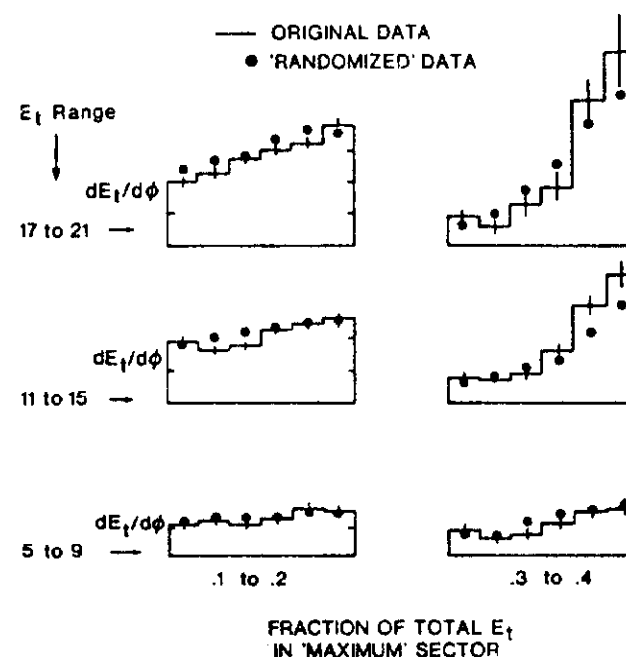 ORIGINAL DATA
'RANDOMIZED' DATA
Et Range
dEt/dϕ
17 to 21
dEt/dϕ
11 to 15
dEt/dϕ
5 to 9
.1 to .2
.3 to .4
FRACTION OF TOTAL Et
IN 'MAXIMUM' SECTOR